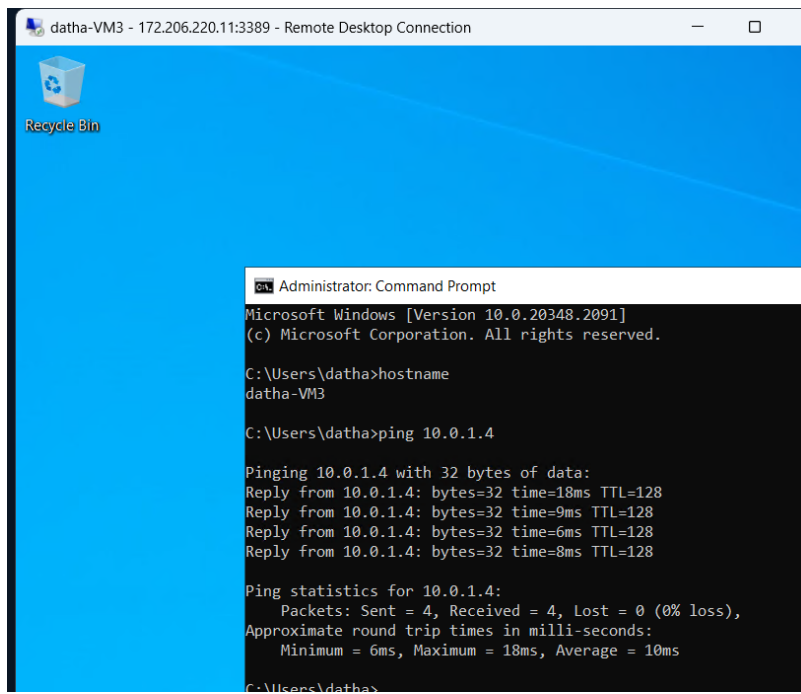 datha-VM3 - 172.206.220.11:3389 - Remote Desktop Connection
Recycle Bin
Administrator: Command Prompt
Microsoft Windows [Version 10.0.20348.2091]
(c) Microsoft Corporation. All rights reserved.
C:\Users\datha>hostname
datha-VM3
C:\Users\datha>ping 10.0.1.4
Pinging 10.0.1.4 with 32 bytes of data:
Reply from 10.0.1.4: bytes=32 time=18ms TTL=128
Reply from 10.0.1.4: bytes=32 time=9ms TTL=128
Reply from 10.0.1.4: bytes=32 time=6ms TTL=128
Reply from 10.0.1.4: bytes=32 time=8ms TTL=128
Ping statistics for 10.0.1.4:
    Packets: Sent = 4, Received = 4, Lost = 0 (0% loss),
Approximate round trip times in milli-seconds:
    Minimum = 6ms, Maximum = 18ms, Average = 10ms
C:\Users\datha>